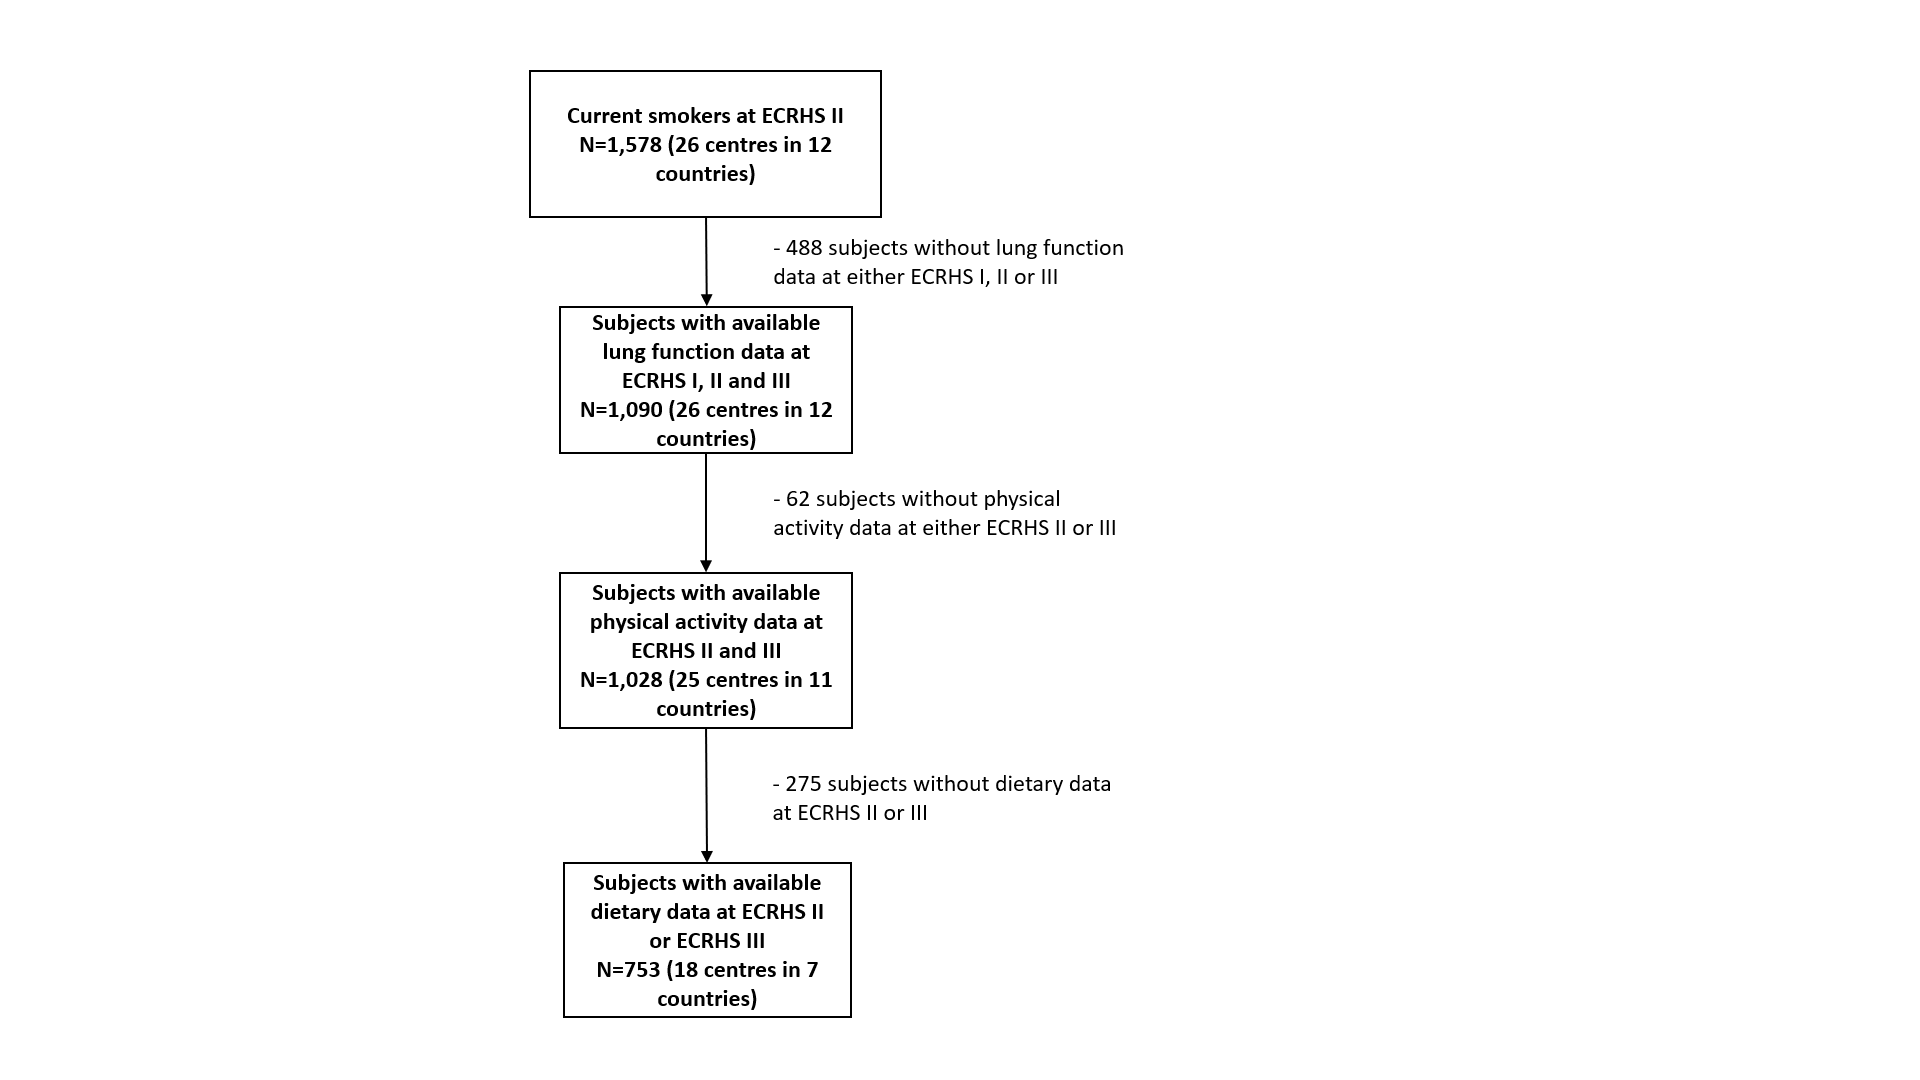 Current smokers at ECRHS II
N=1,578 (26 centres in 12
countries)
- 488 subjects without lung function
data at either ECRHS I, II or III
Subjects with available
lung function data at
ECRHS I, II and III
N=1,090 (26 centres in 12
countries)
- 62 subjects without physical
activity data at either ECRHS II or III
Subjects with available
physical activity data at
ECRHS II and III
N=1,028 (25 centres in 11
countries)
- 275 subjects without dietary data
at ECRHS II or III
Subjects with available
dietary data at ECRHS II
or ECRHS III
N=753 (18 centres in 7
countries)